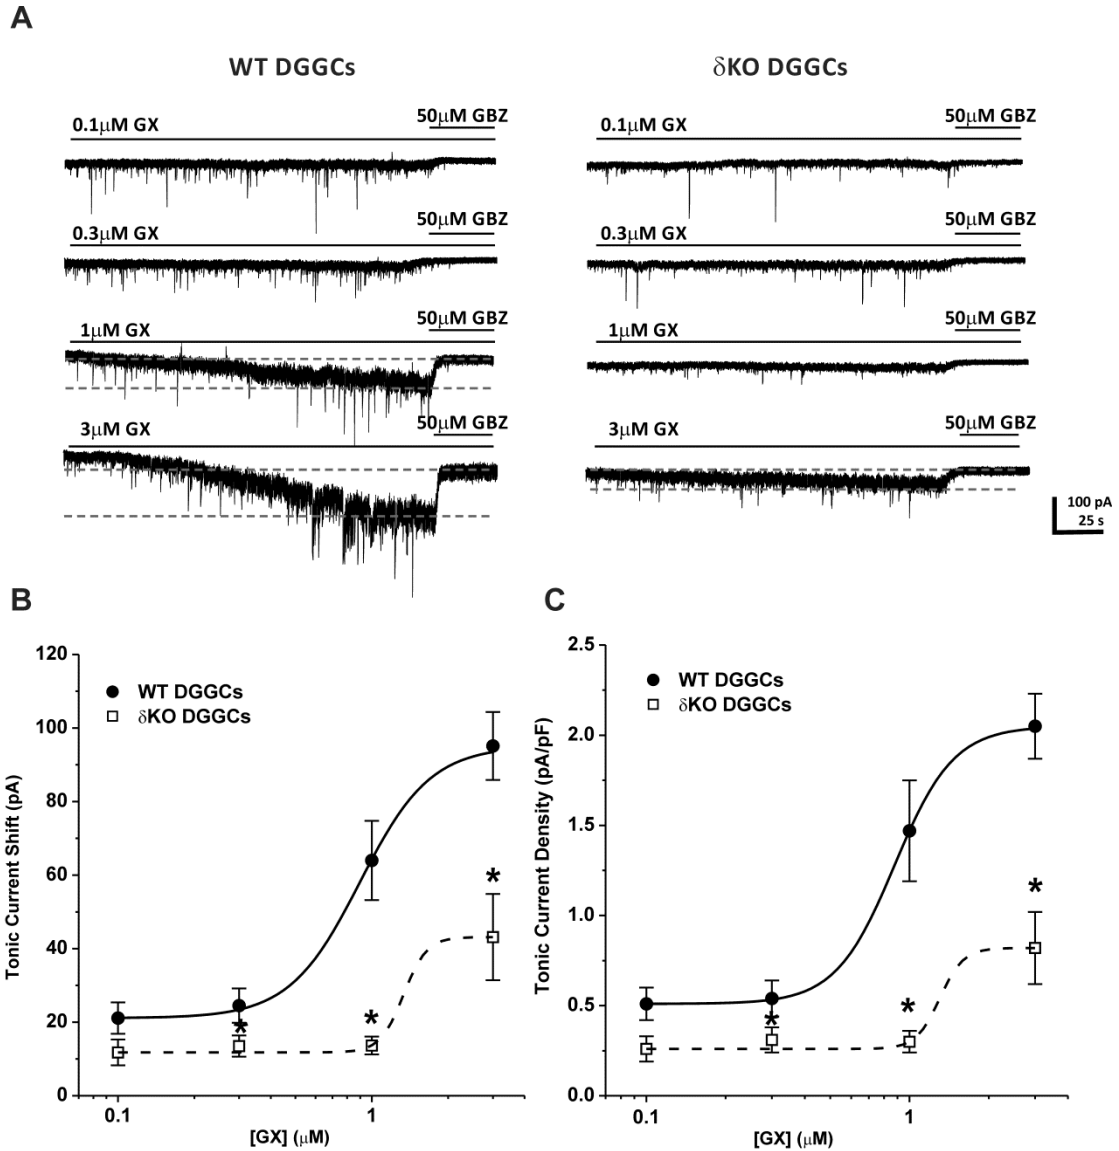 A
WT DGGCs
δKO DGGCs
0.1μM GX
50μM GBZ
0.1μM GX
50μM GBZ
0.3μM GX
50μM GBZ
0.3μM GX
50μM GBZ
1μM GX
50μM GBZ
1μM GX
50μM GBZ
3μM GX
50μM GBZ
3μM GX
50μM GBZ
100 pA
25 s
B
Tonic Current Shift (pA)
120
100
80
60
40
20
0
WT DGGCs
δKO DGGCs
*
*
*
0.1
1
[GX] (μM)
C
Tonic Current Density (pA/pF)
2.5
2.0
1.5
1.0
0.5
0.0
WT DGGCs
δKO DGGCs
*
*
*
0.1
1
[GX] (μM)